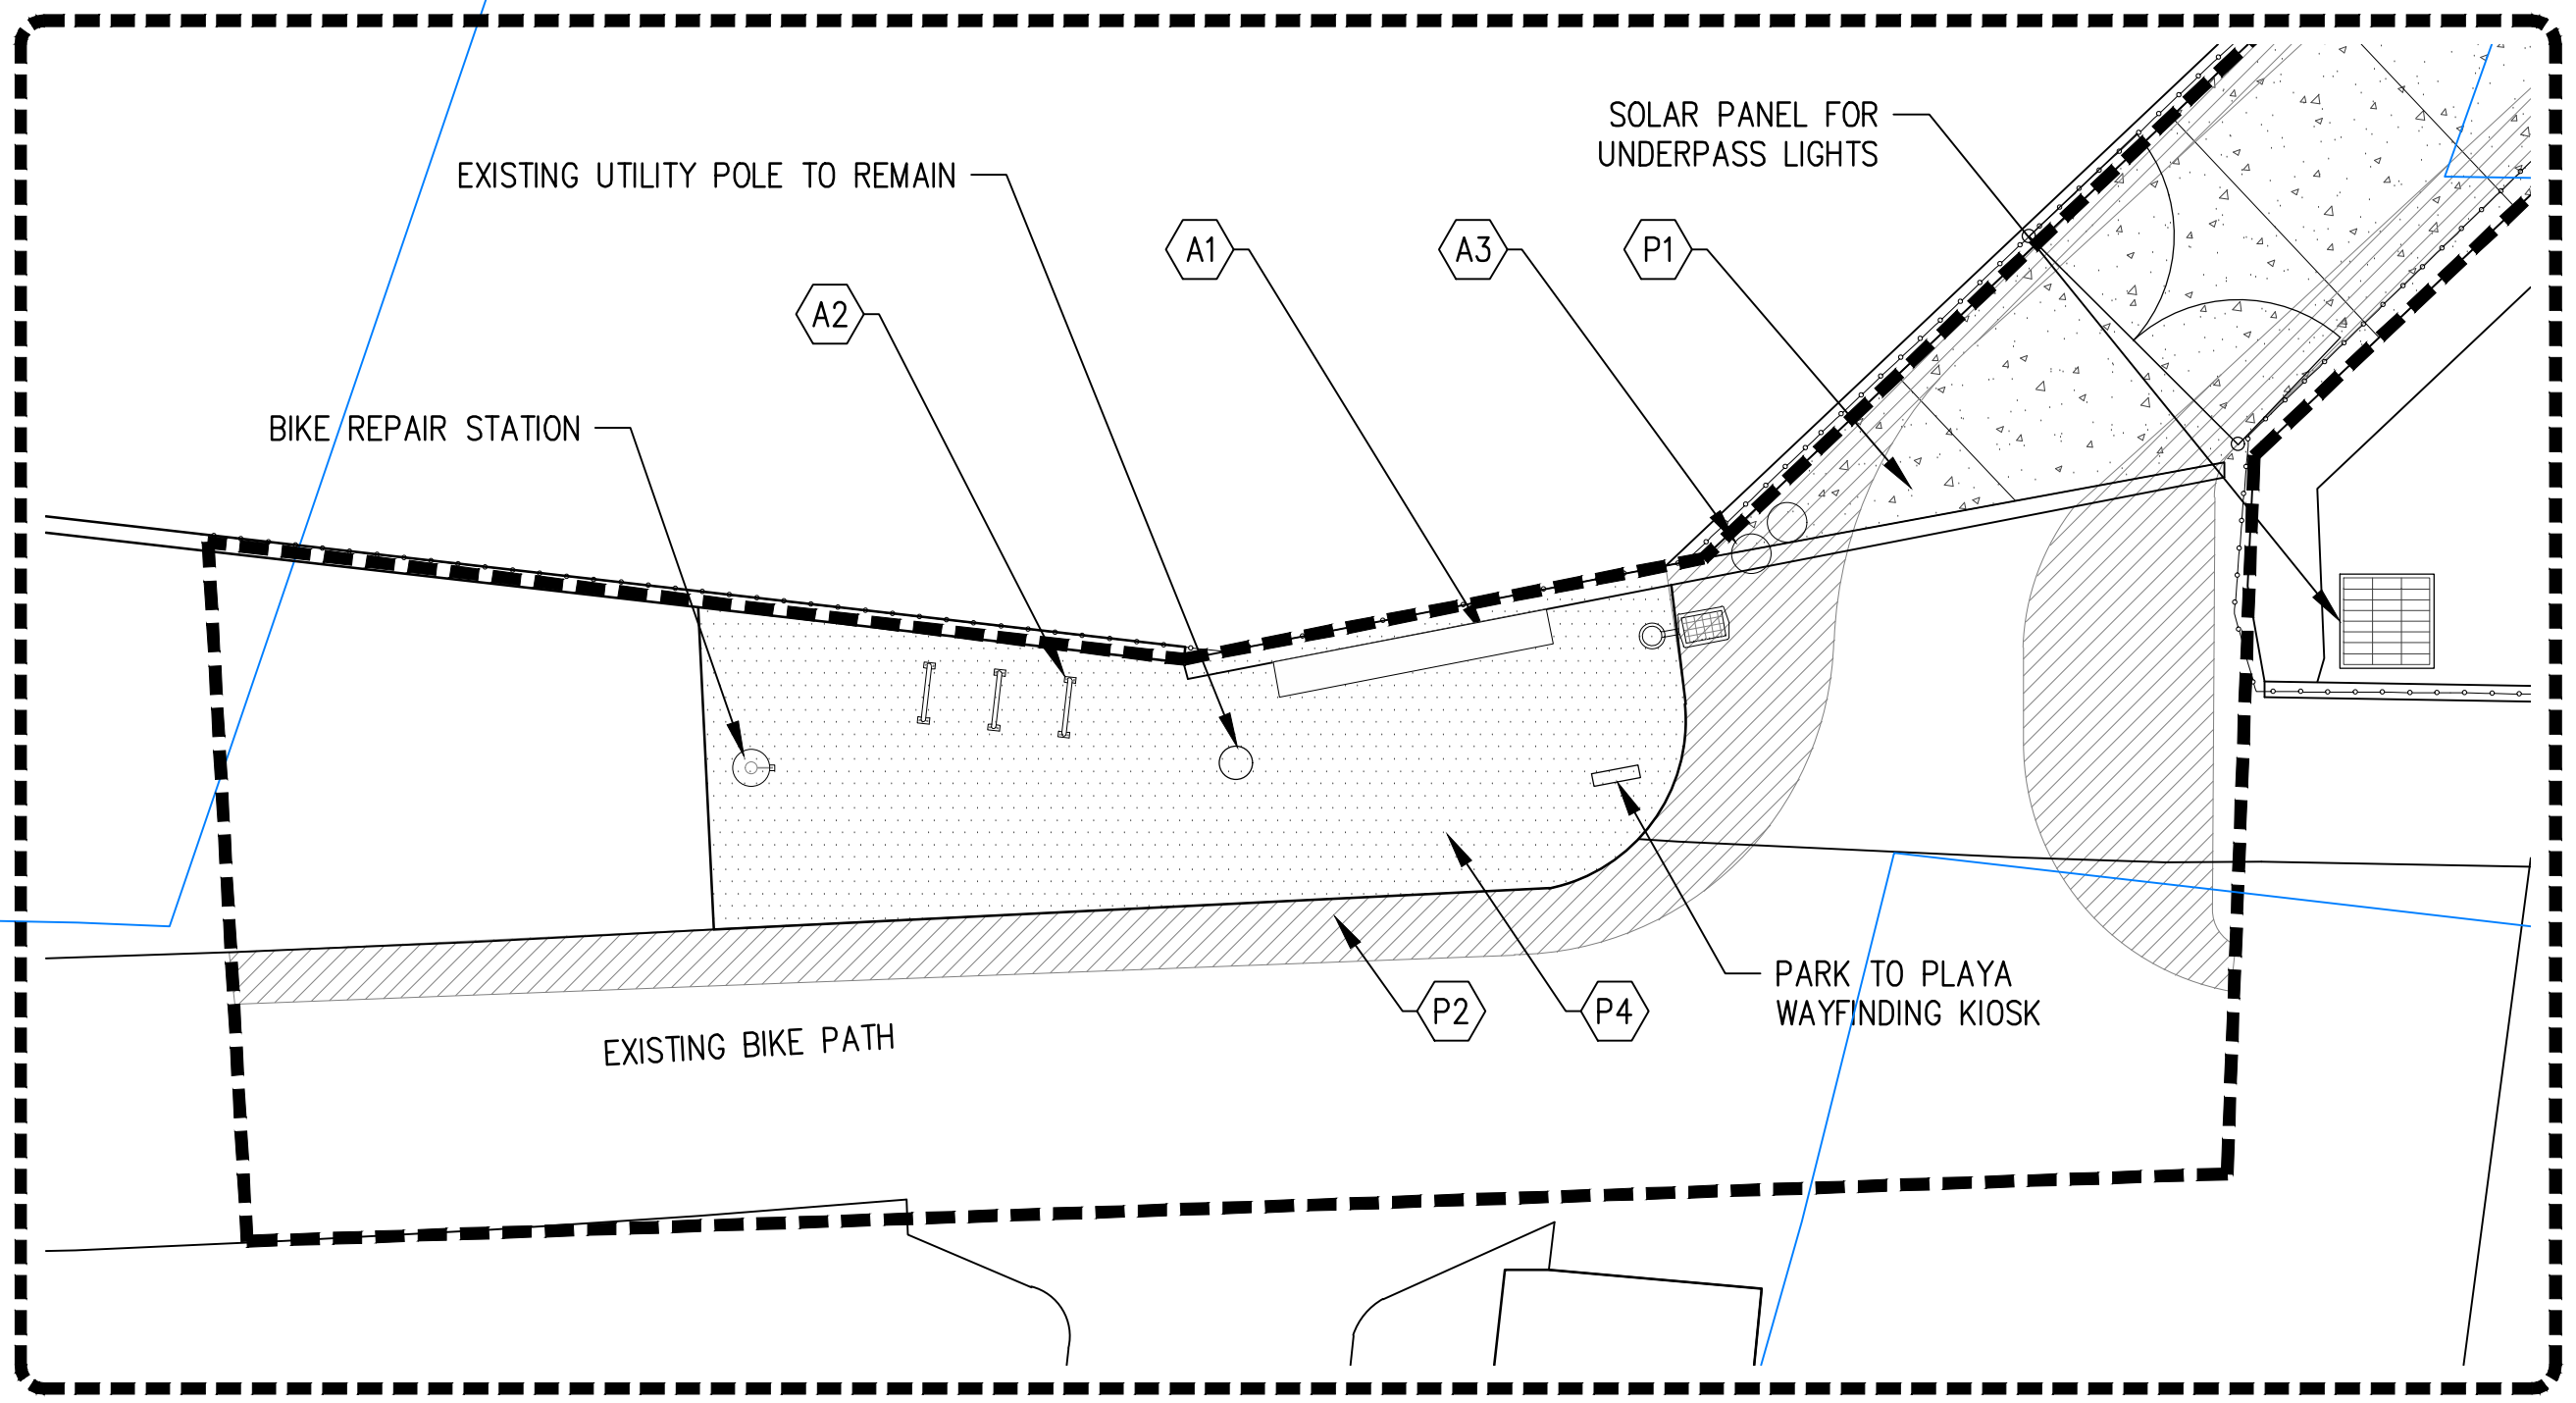 SOLAR PANEL FOR
UNDERPASS LIGHTS
EXISTING UTILITY POLE TO REMAIN
A1
A3
P1
A2
BIKE REPAIR STATION
PARK TO PLAYA
WAYFINDING KIOSK
P2
P4
EXISTING BIKE PATH